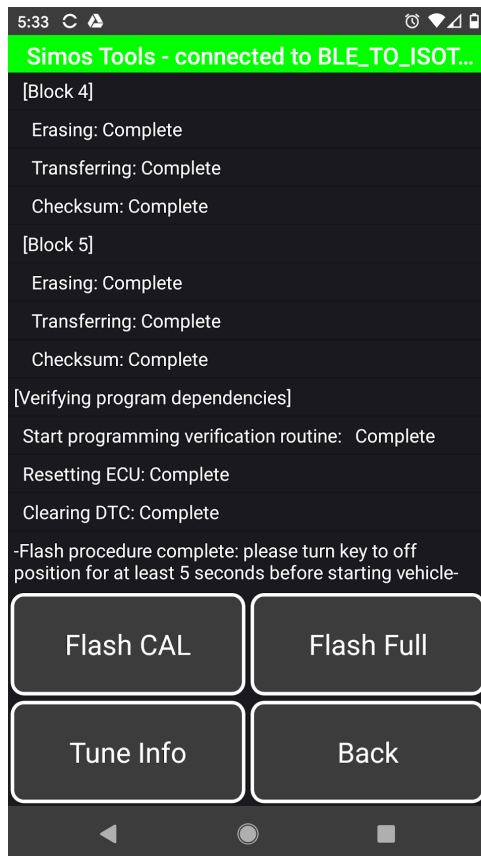 5:33
Simos Tools - connected to BLE_TO_ISOT...
[Block 4]
Erasing: Complete
Transferring: Complete
Checksum: Complete
[Block 5]
Erasing: Complete
Transferring: Complete
Checksum: Complete
[Verifying program dependencies]
Start programming verification routine: Complete
Resetting ECU: Complete
Clearing DTC: Complete
-Flash procedure complete: please turn key to off
position for at least 5 seconds before starting vehicle-
Flash CAL
Flash Full
Tune Info
Back